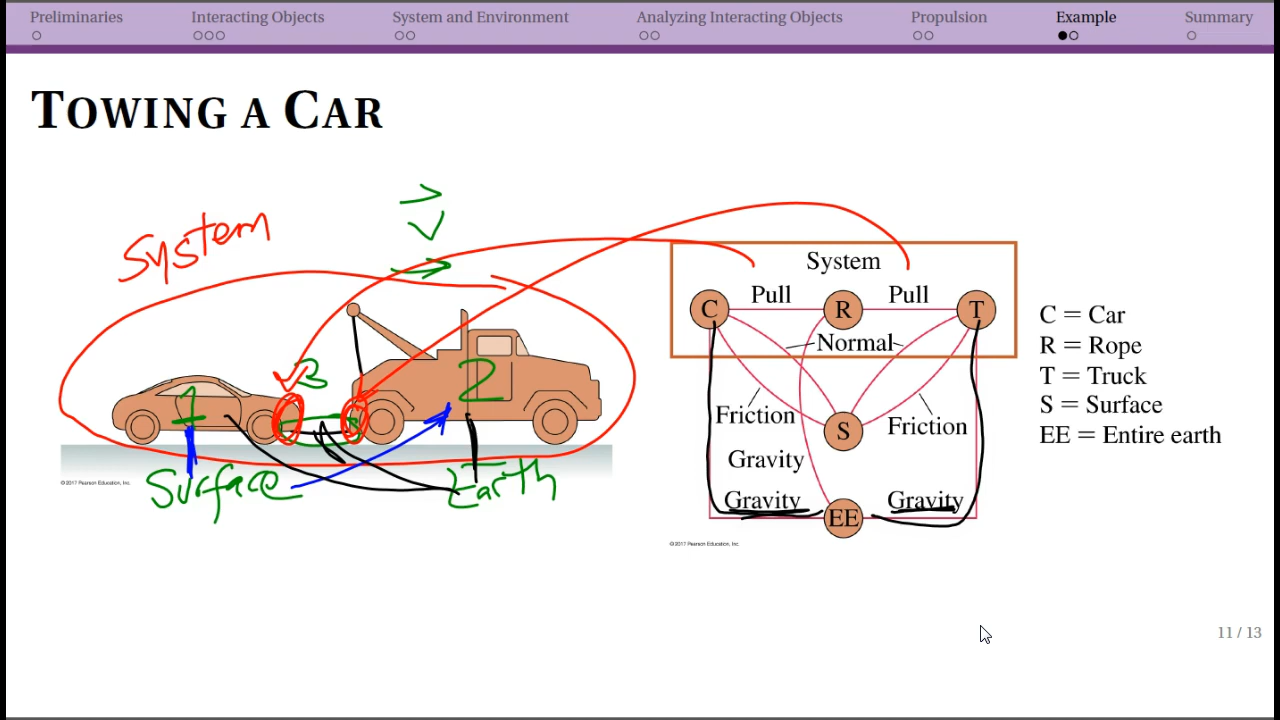 Preliminaries Interacting Objects System and Environment Analyzing Interacting Objects Propulsion Example Summary
TOWING A CAR
System
→
V
1
3
2
Surface
Earth
©2017 Pearson Education, Inc.
System
C Pull R Pull T
Normal
Friction S Friction
Gravity
Gravity EE Gravity
©2017 Pearson Education, Inc.
C = Car
R = Rope
T = Truck
S = Surface
EE = Entire earth
11 / 13